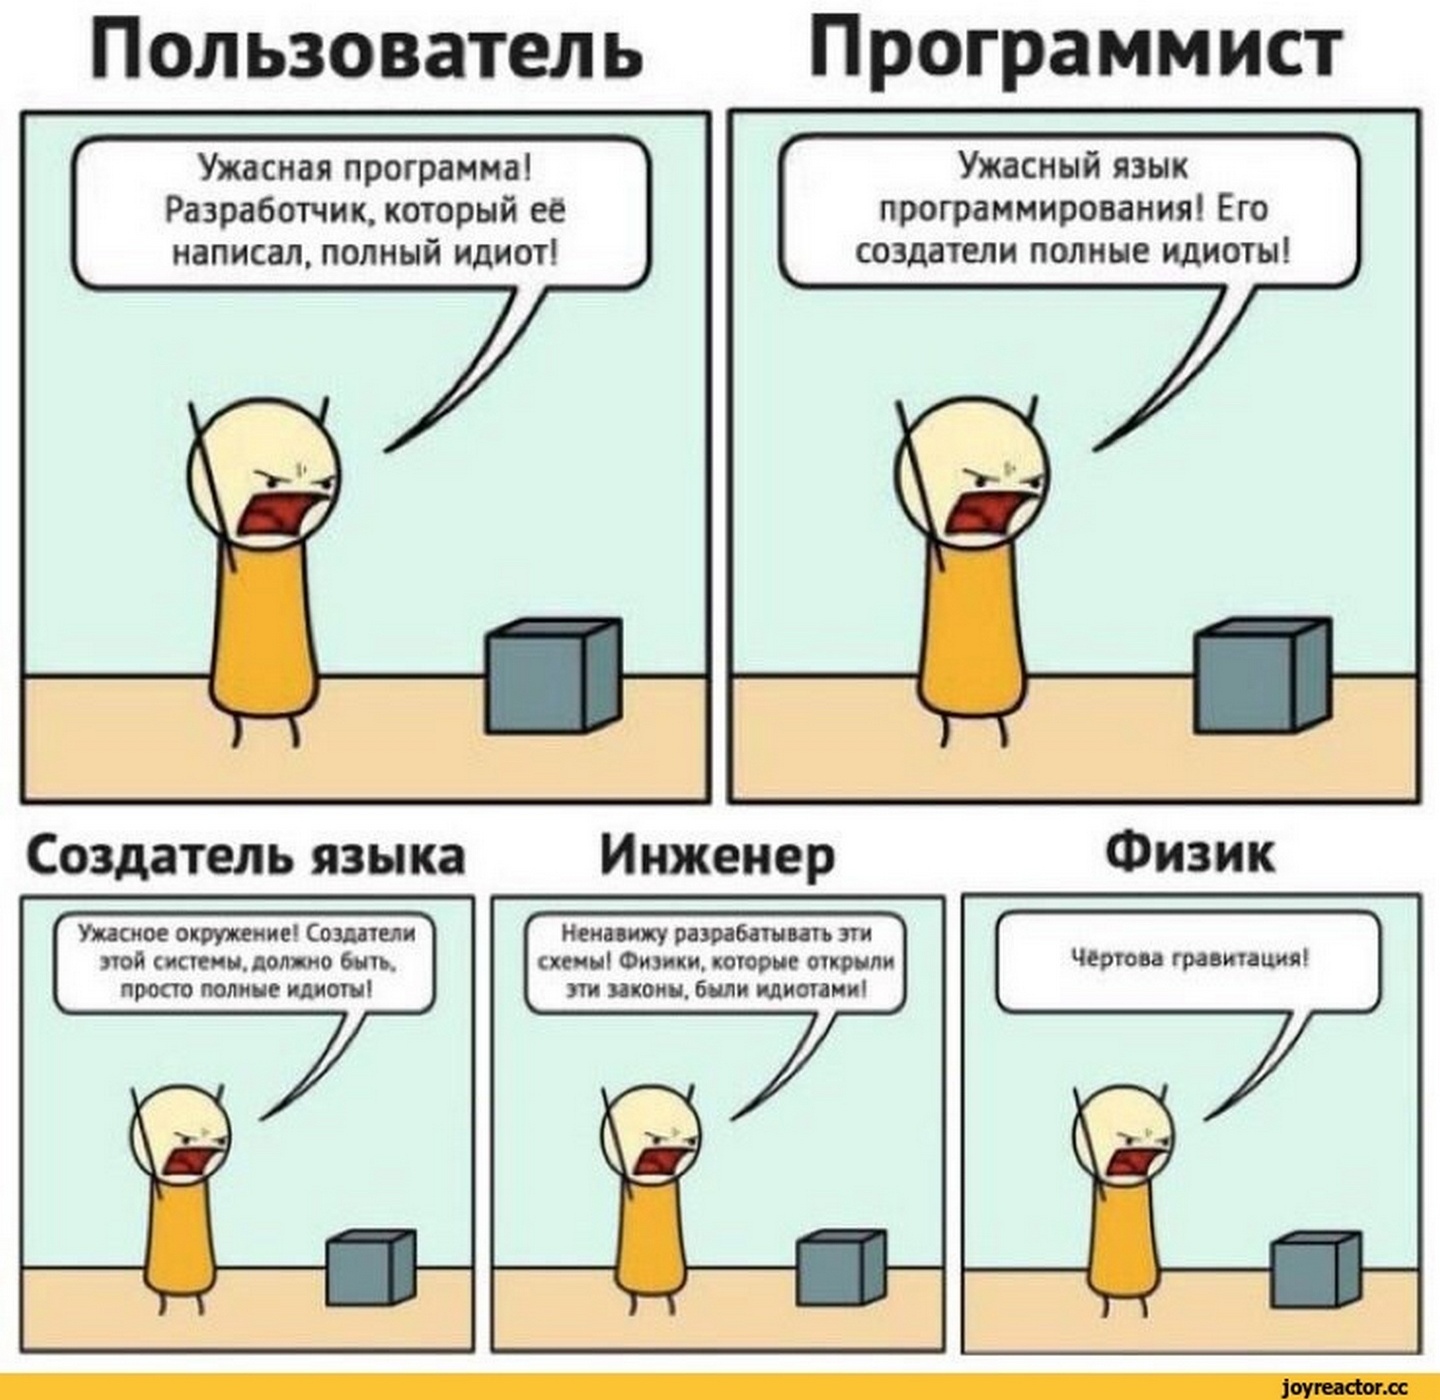 Пользователь
Программист
Ужасная программа!
Разработчик, который её
написал, полный идиот!
Ужасный язык
программирования! Его
создатели полные идиоты!
Создатель языка
Инженер
Физик
Ужасное окружение! Создатели
этой системы, должно быть,
просто полные идиоты!
Ненавижу разрабатывать эти
схемы! Физики, которые открыли
эти законы, были идиотами!
Чёртова гравитация!
joyreactor.cc